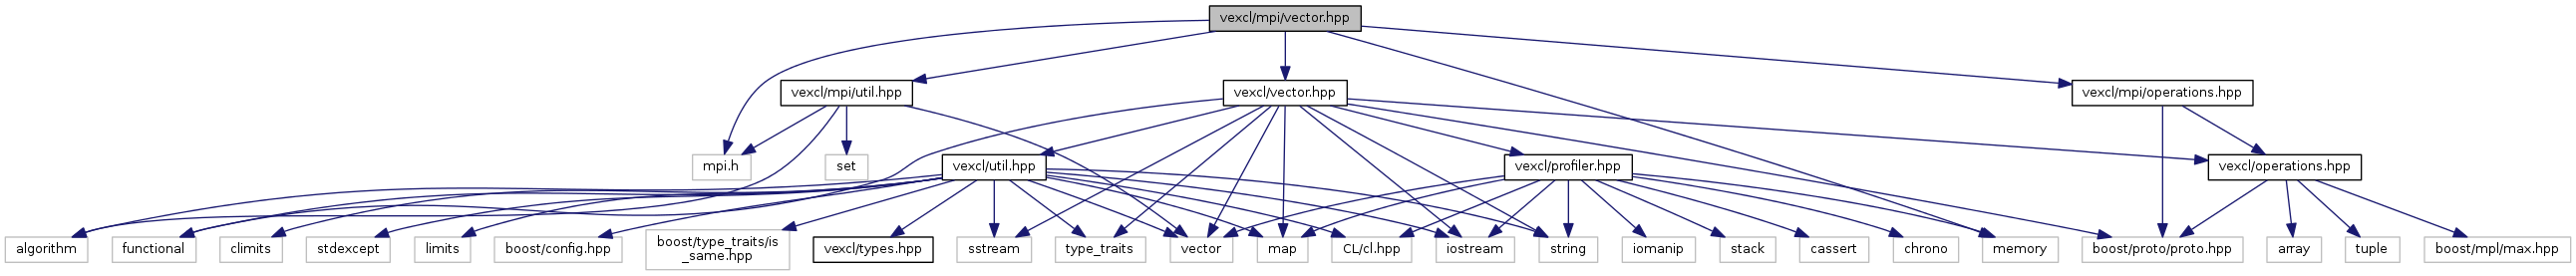 vexcl/mpi/vector.hpp
vexcl/mpi/util.hpp
vexcl/vector.hpp
vexcl/mpi/operations.hpp
mpi.h
set
vexcl/util.hpp
vexcl/profiler.hpp
vexcl/operations.hpp
algorithm
functional
climits
stdexcept
limits
boost/config.hpp
boost/type_traits/is
_same.hpp
vexcl/types.hpp
sstream
type_traits
vector
map
CL/cl.hpp
iostream
string
iomanip
stack
cassert
chrono
memory
boost/proto/proto.hpp
array
tuple
boost/mpl/max.hpp